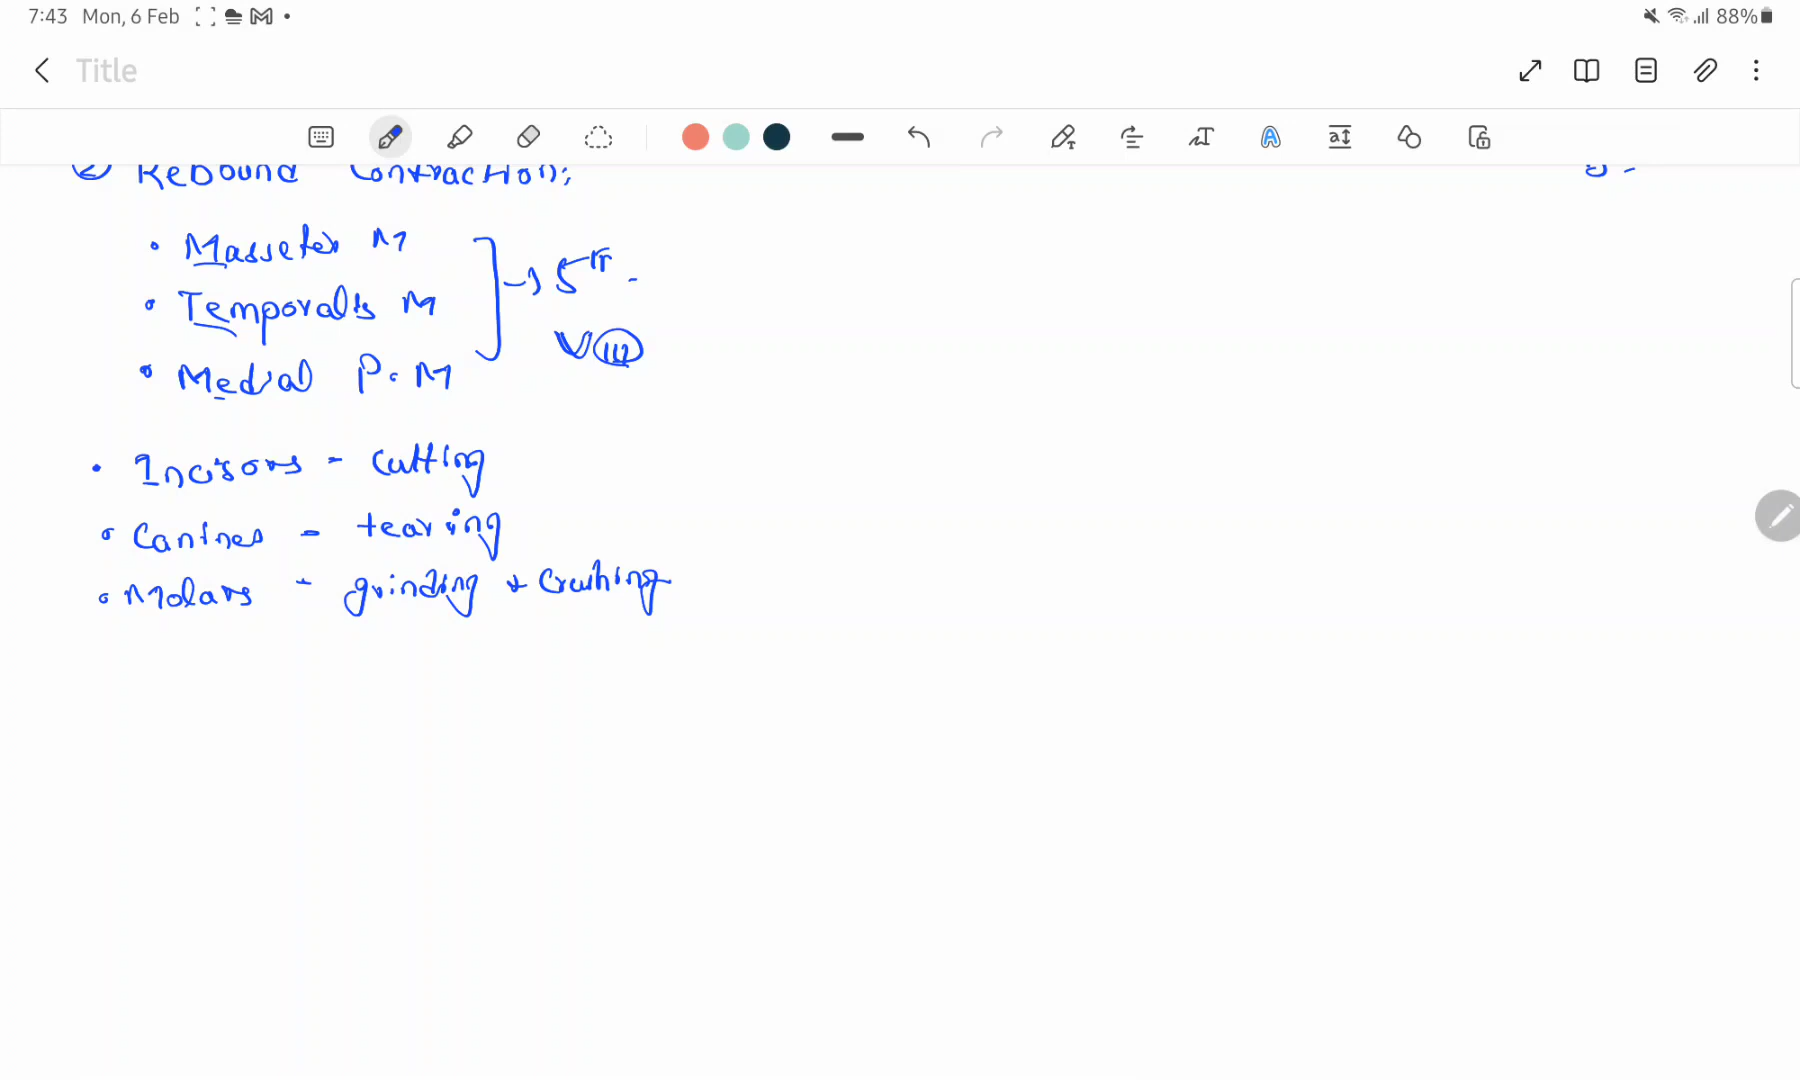 7:43 Mon, 6 Feb 88%
Title
② Rebound Contraction;
• Masseter M
• Temporalis M
• Medial P. M
→ 5th
V III
• Incisors - cutting
• Canines - tearing
• Molars - grinding + Crushing